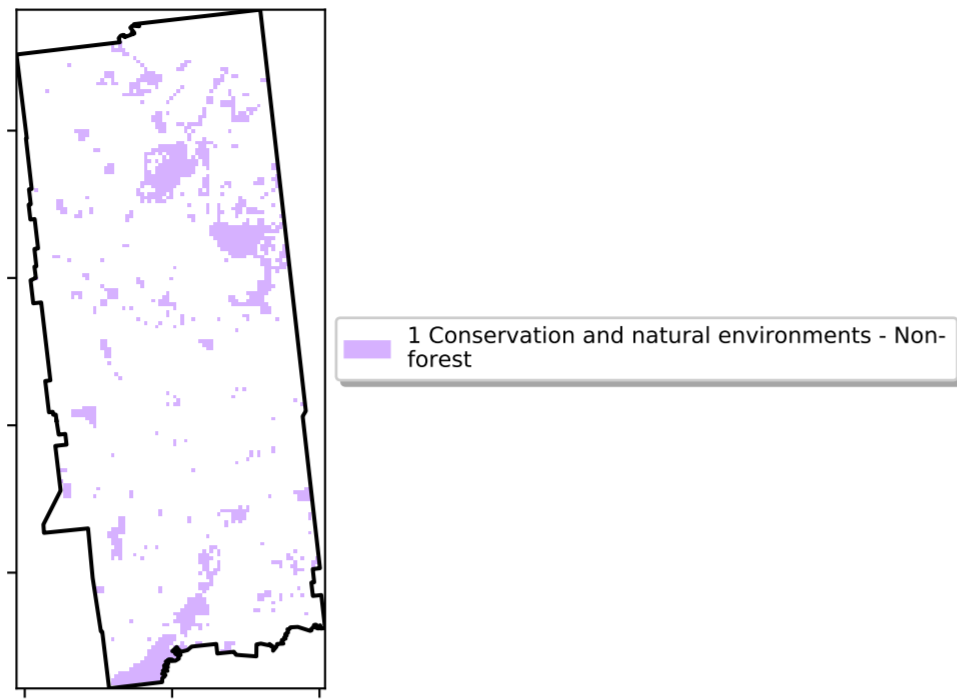 1 Conservation and natural environments - Non-
forest